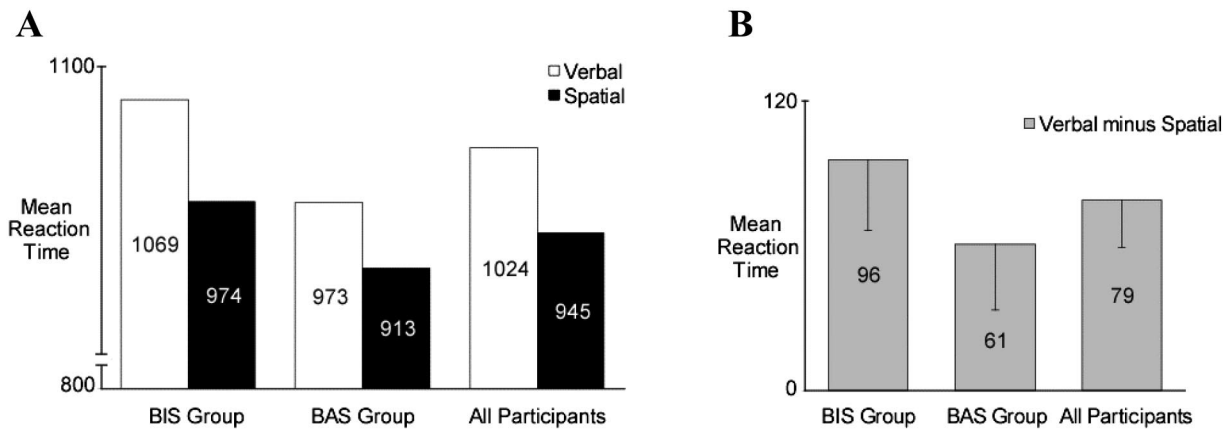 A
1100
Verbal
Spatial
Mean
Reaction
Time
1069
974
973
913
1024
945
800
BIS Group
BAS Group
All Participants
B
120
Verbal minus Spatial
Mean
Reaction
Time
96
61
79
0
BIS Group
BAS Group
All Participants